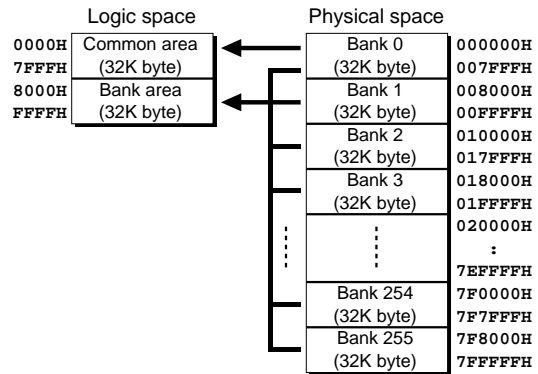 Logic space
Physical space
0000H
Common area
7FFFH
(32K byte)
8000H
Bank area
FFFFH
(32K byte)
Bank 0
000000H
(32K byte)
007FFFH
Bank 1
008000H
(32K byte)
00FFFFH
Bank 2
010000H
(32K byte)
017FFFH
Bank 3
018000H
(32K byte)
01FFFFH
020000H
:
7EFFFFH
Bank 254
7F0000H
(32K byte)
7F7FFFH
Bank 255
7F8000H
(32K byte)
7FFFFFH